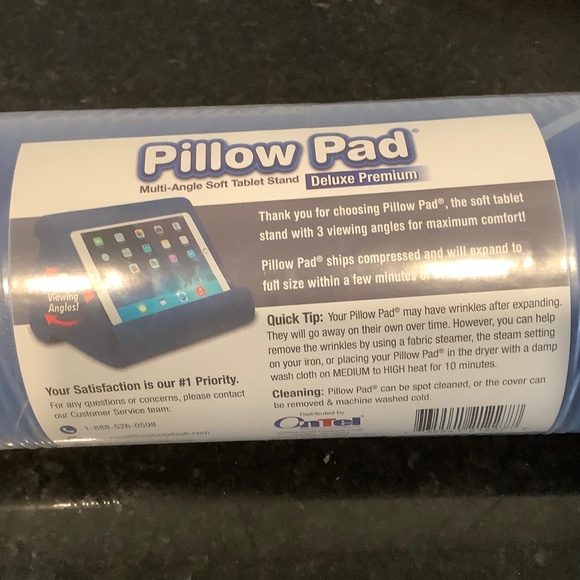 Pillow Pad®
Multi-Angle Soft Tablet Stand Deluxe Premium
Thank you for choosing Pillow Pad®, the soft tablet
stand with 3 viewing angles for maximum comfort!
Pillow Pad® ships compressed and will expand to
full size within a few minutes
Viewing
Angles!
Quick Tip: Your Pillow Pad® may have wrinkles after expanding.
They will go away on their own over time. However, you can help
remove the wrinkles by using a fabric steamer, the steam setting
on your iron, or placing your Pillow Pad® in the dryer with a damp
wash cloth on MEDIUM to HIGH heat for 10 minutes.
Cleaning: Pillow Pad® can be spot cleaned, or the cover can
be removed & machine washed cold.
Your Satisfaction is our #1 Priority.
For any questions or concerns, please contact
our Customer Service team:
1-888-526-0598
Distributed by
OnTel